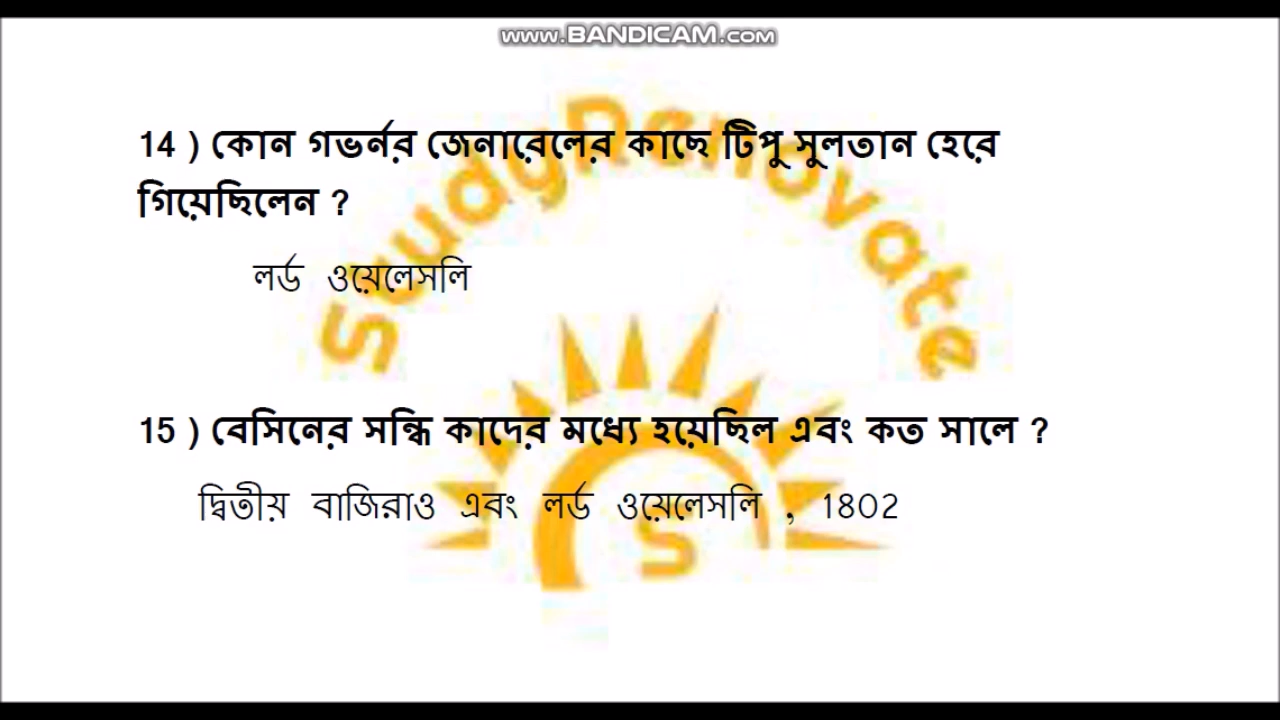 www.BANDICAM.com
StudyRenovate
14 ) কোন গভর্নর জেনারেলের কাছে টিপু সুলতান হেরে
গিয়েছিলেন ?
লর্ড ওয়েলেসলি
15 ) বেসিনের সন্ধি কাদের মধ্যে হয়েছিল এবং কত সালে ?
দ্বিতীয় বাজিরাও এবং লর্ড ওয়েলেসলি , 1802
S